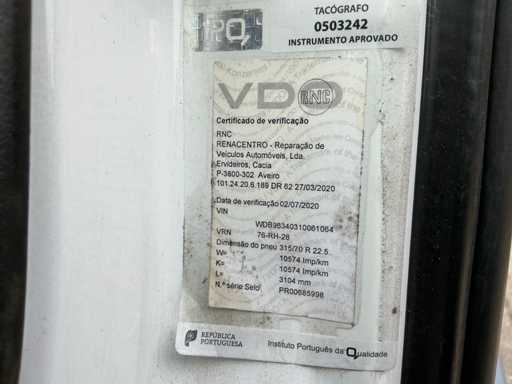 TACÓGRAFO
IPQ
0503242
INSTRUMENTO APROVADO
VDO
RNC
Certificado de verificação
RNC
RENACENTRO - Reparação de
Veículos Automóveis, Lda.
Ervideiros, Cacia
P-3800-302 Aveiro
101.24.20.6.189 DR 62 27/03/2020
Data de verificação 02/07/2020
VIN
WDB96340310061064
VRN 76-RH-28
Dimensão do pneu 315/70 R 22.5
W= 10574 Imp/km
K= 10574 Imp/km
L= 3104 mm
N.º série Selo PR00685998
REPÚBLICA
PORTUGUESA
Instituto Português da Qualidade